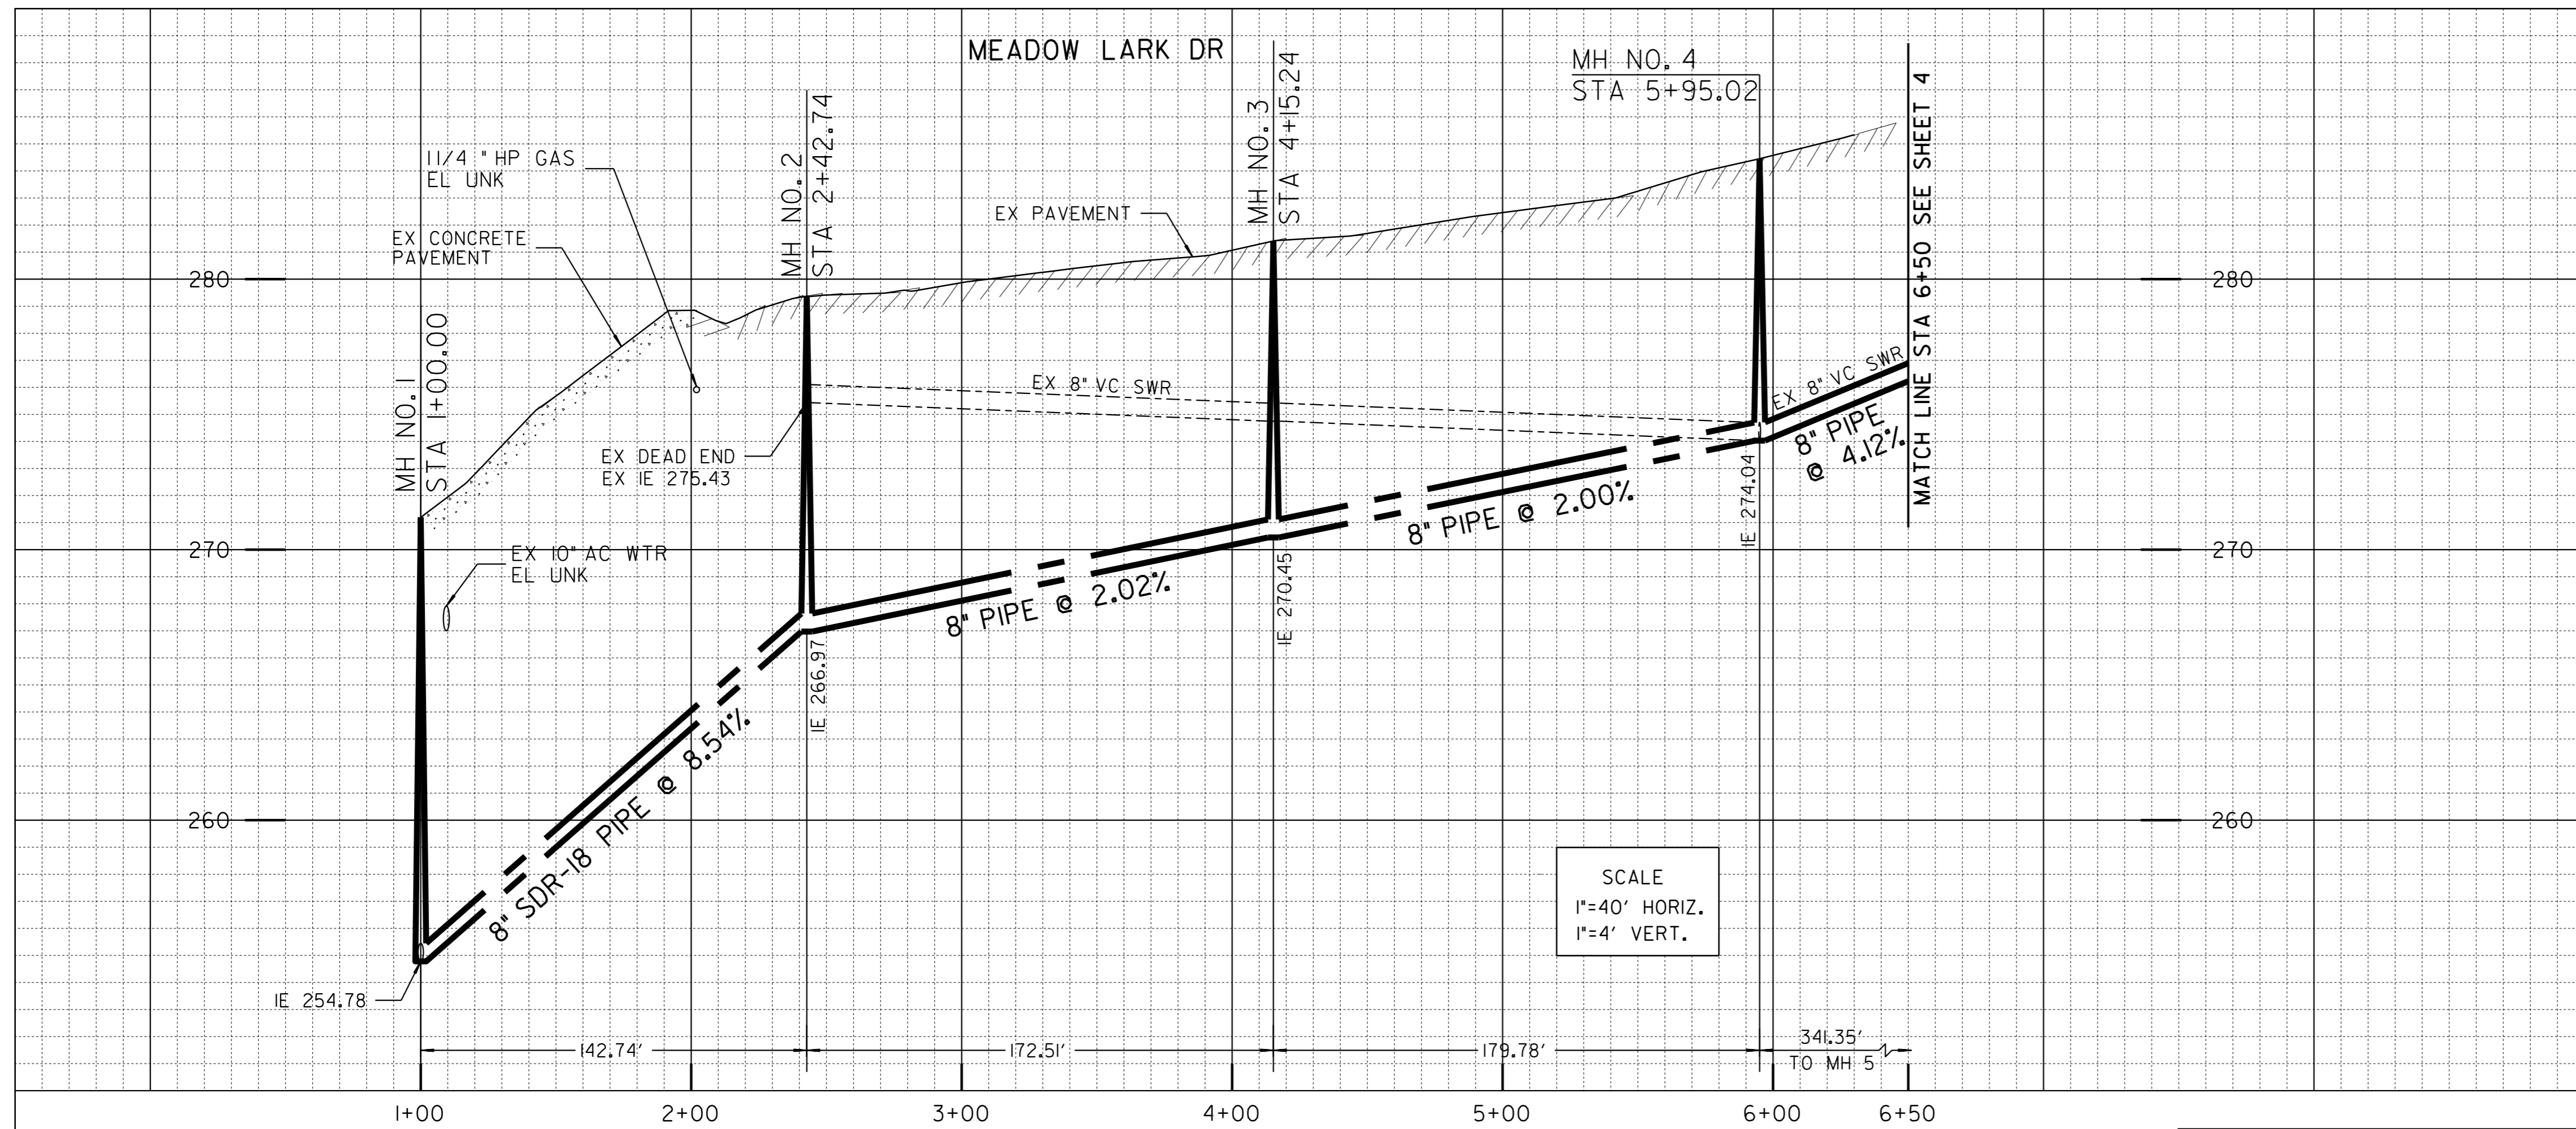 MEADOW LARK DR
MH NO. 4
STA 5+95.02
MH NO. 3
STA 4+15.24
MH NO. 2
STA 2+42.74
MH NO. 1
STA 1+00.00
MATCH LINE STA 6+50 SEE SHEET 4
11/4 " HP GAS
EL UNK
EX CONCRETE
PAVEMENT
EX PAVEMENT
280
280
EX 8" VC SWR
EX 8" VC SWR
8" PIPE
@ 4.12%
EX DEAD END
EX IE 275.43
IE 274.04
8" PIPE @ 2.00%
270
270
EX 10" AC WTR
EL UNK
IE 270.45
8" PIPE @ 2.02%
IE 266.97
8" SDR-18 PIPE @ 8.54%
260
260
SCALE
1"=40' HORIZ.
1"=4' VERT.
IE 254.78
142.74'
172.51'
179.78'
341.35'
TO MH 5
1+00
2+00
3+00
4+00
5+00
6+00
6+50